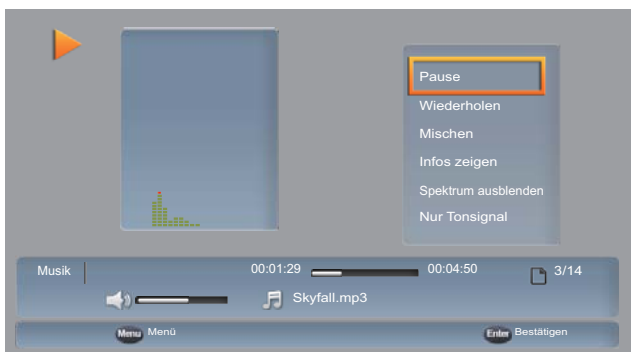 Pause
Wiederholen
Mischen
Infos zeigen
Spektrum ausblenden
Nur Tonsignal
Musik
00:01:29
00:04:50
3/14
Skyfall.mp3
Menu Menü
Enter Bestätigen